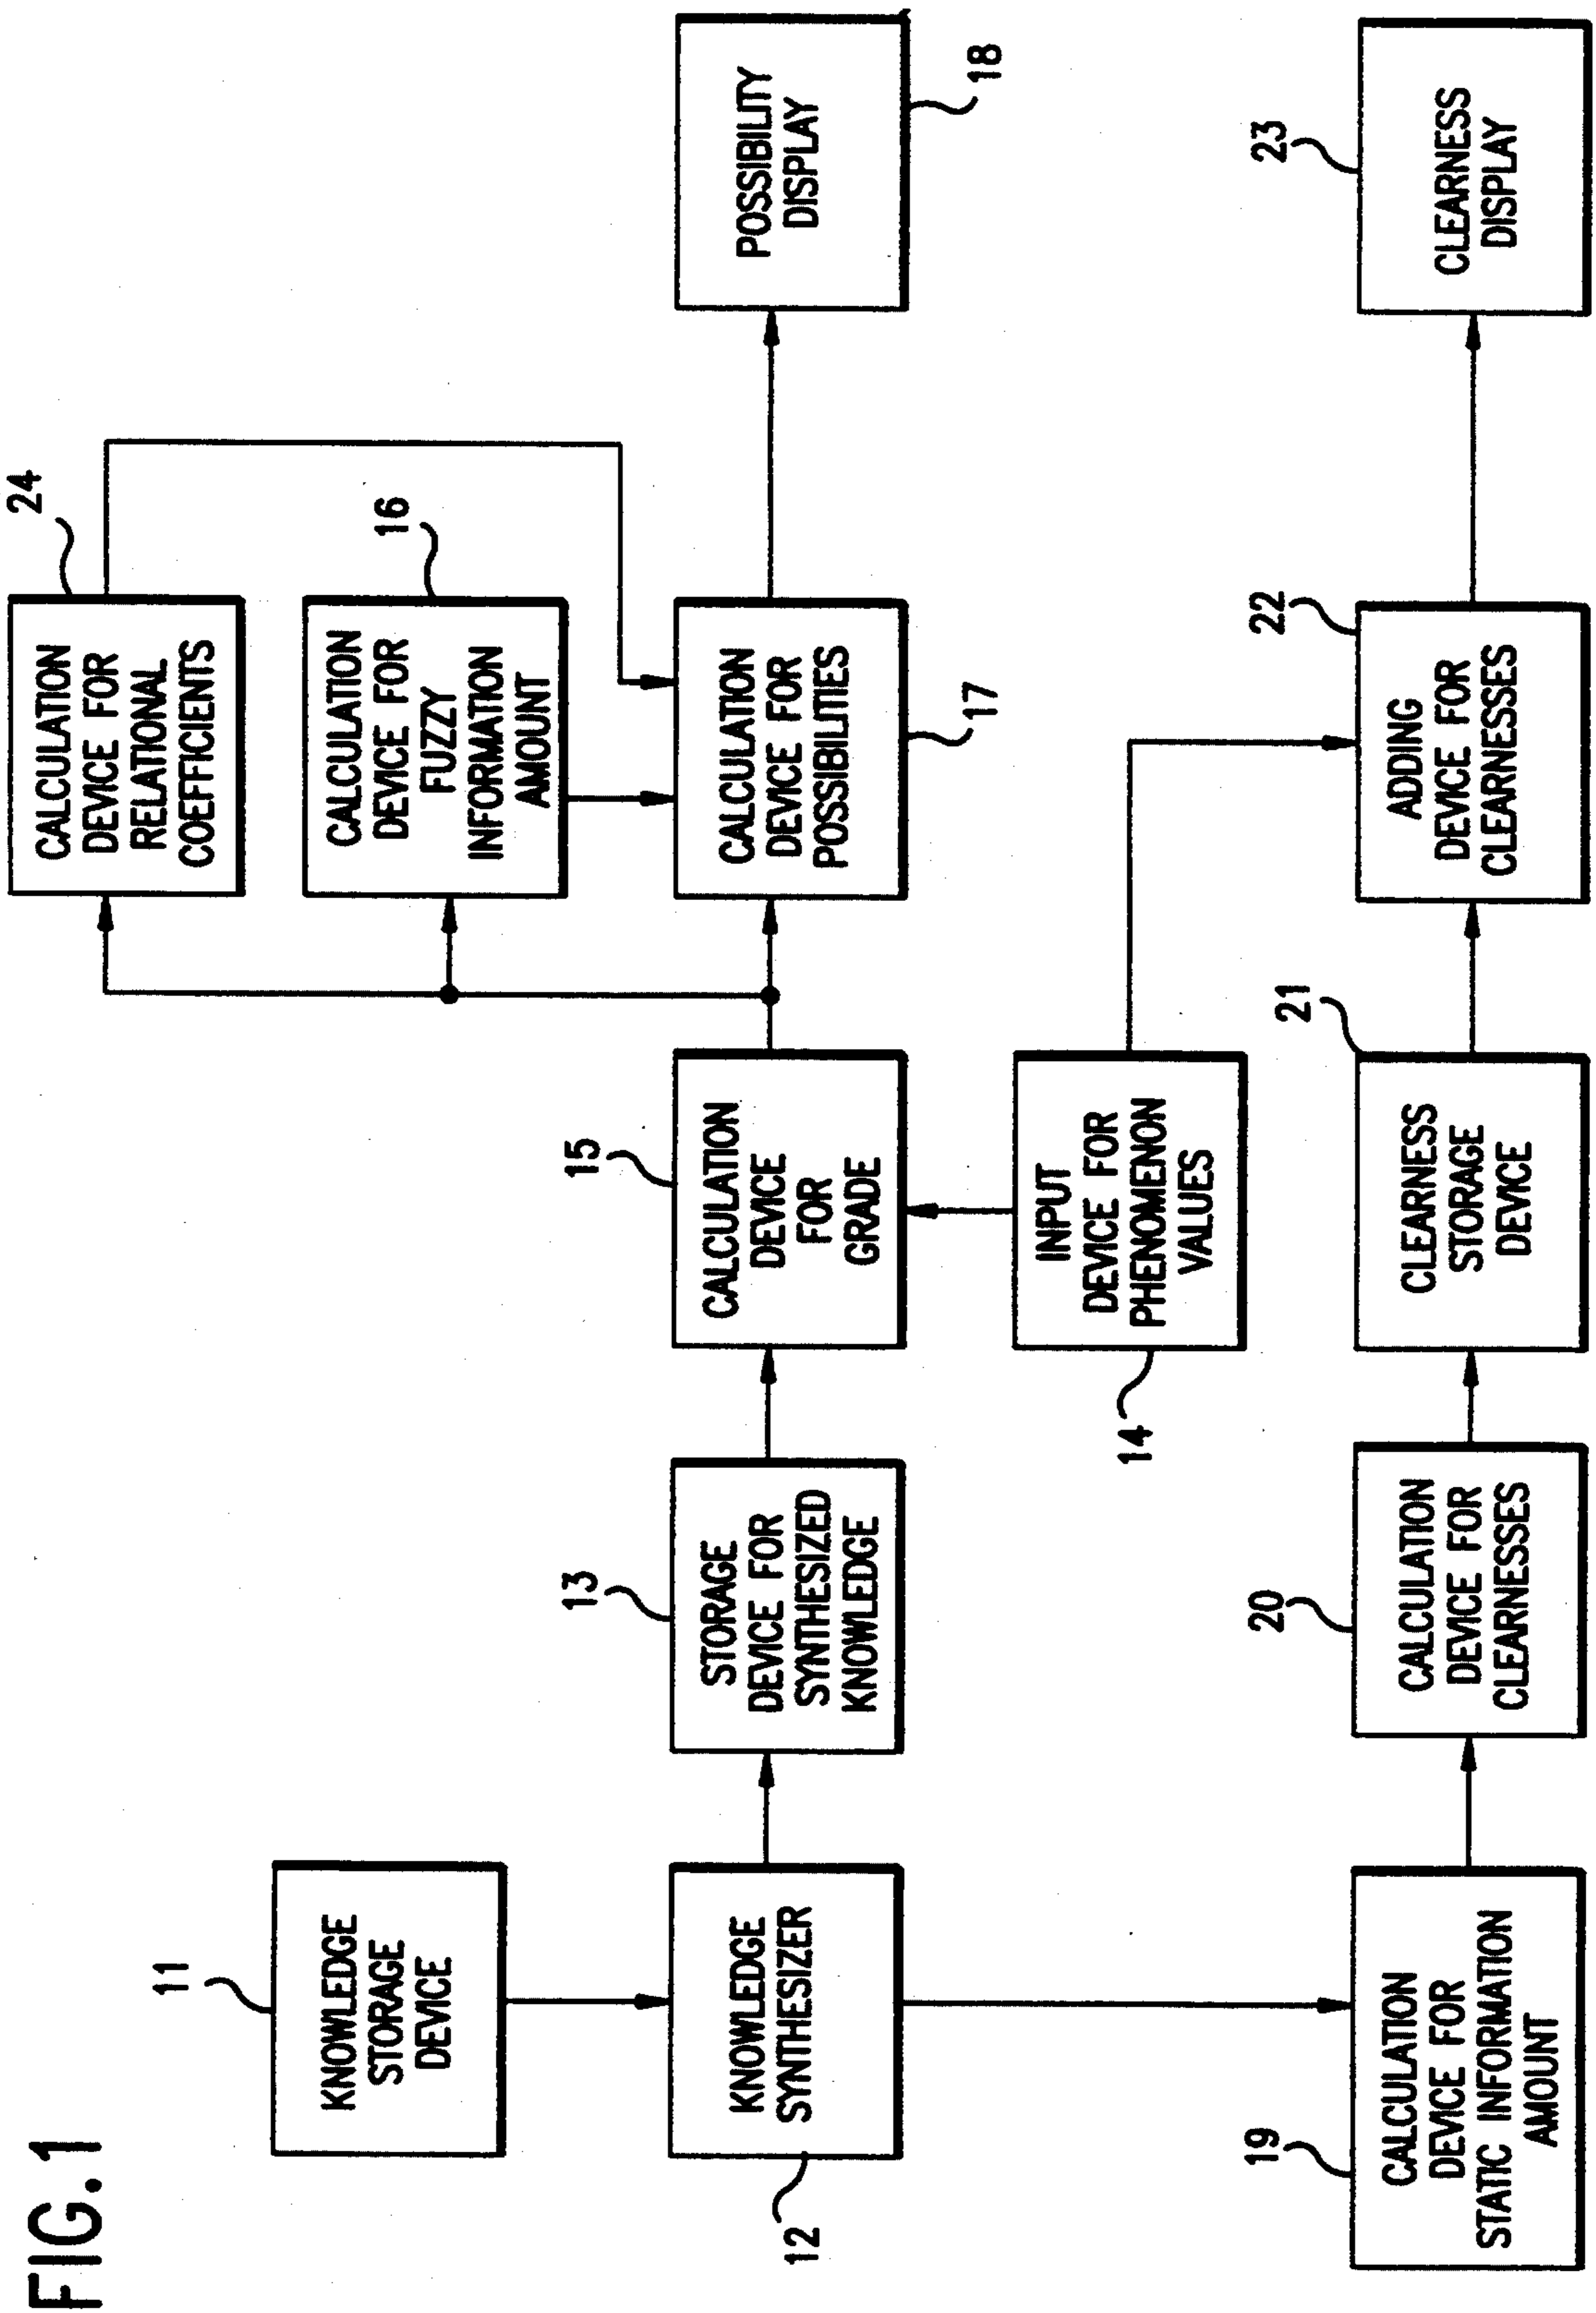 FIG.1
11
KNOWLEDGE
STORAGE
DEVICE
KNOWLEDGE
SYNTHESIZER
12
13
STORAGE
DEVICE FOR
SYNTHESIZED
KNOWLEDGE
15
CALCULATION
DEVICE
FOR
GRADE
INPUT
DEVICE FOR
PHENOMENON
VALUES
14
24
CALCULATION
DEVICE FOR
RELATIONAL
COEFFICIENTS
16
CALCULATION
DEVICE FOR
FUZZY
INFORMATION
AMOUNT
CALCULATION
DEVICE FOR
POSSIBILITIES
17
POSSIBILITY
DISPLAY
18
19
CALCULATION
DEVICE FOR
STATIC INFORMATION
AMOUNT
20
CALCULATION
DEVICE FOR
CLEARNESSES
21
CLEARNESS
STORAGE
DEVICE
22
ADDING
DEVICE FOR
CLEARNESSES
23
CLEARNESS
DISPLAY